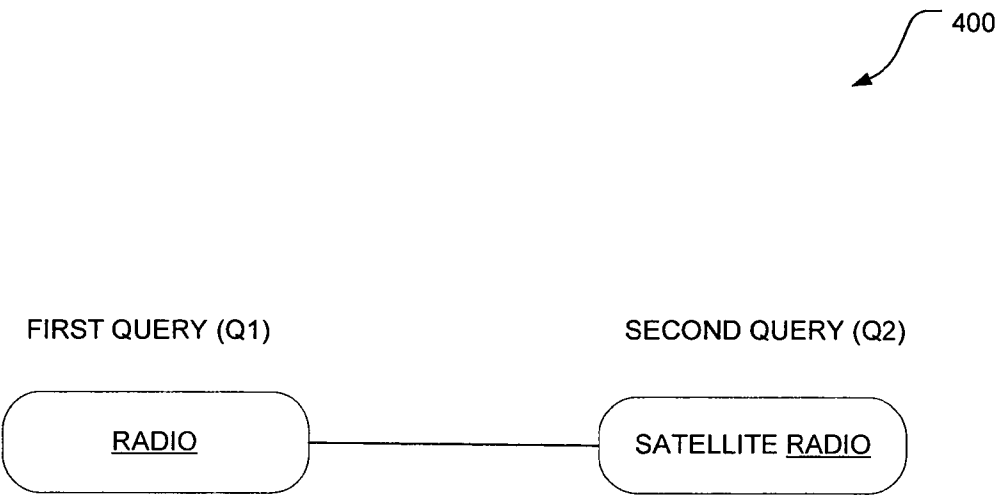 400
FIRST QUERY (Q1)
SECOND QUERY (Q2)
RADIO
SATELLITE RADIO